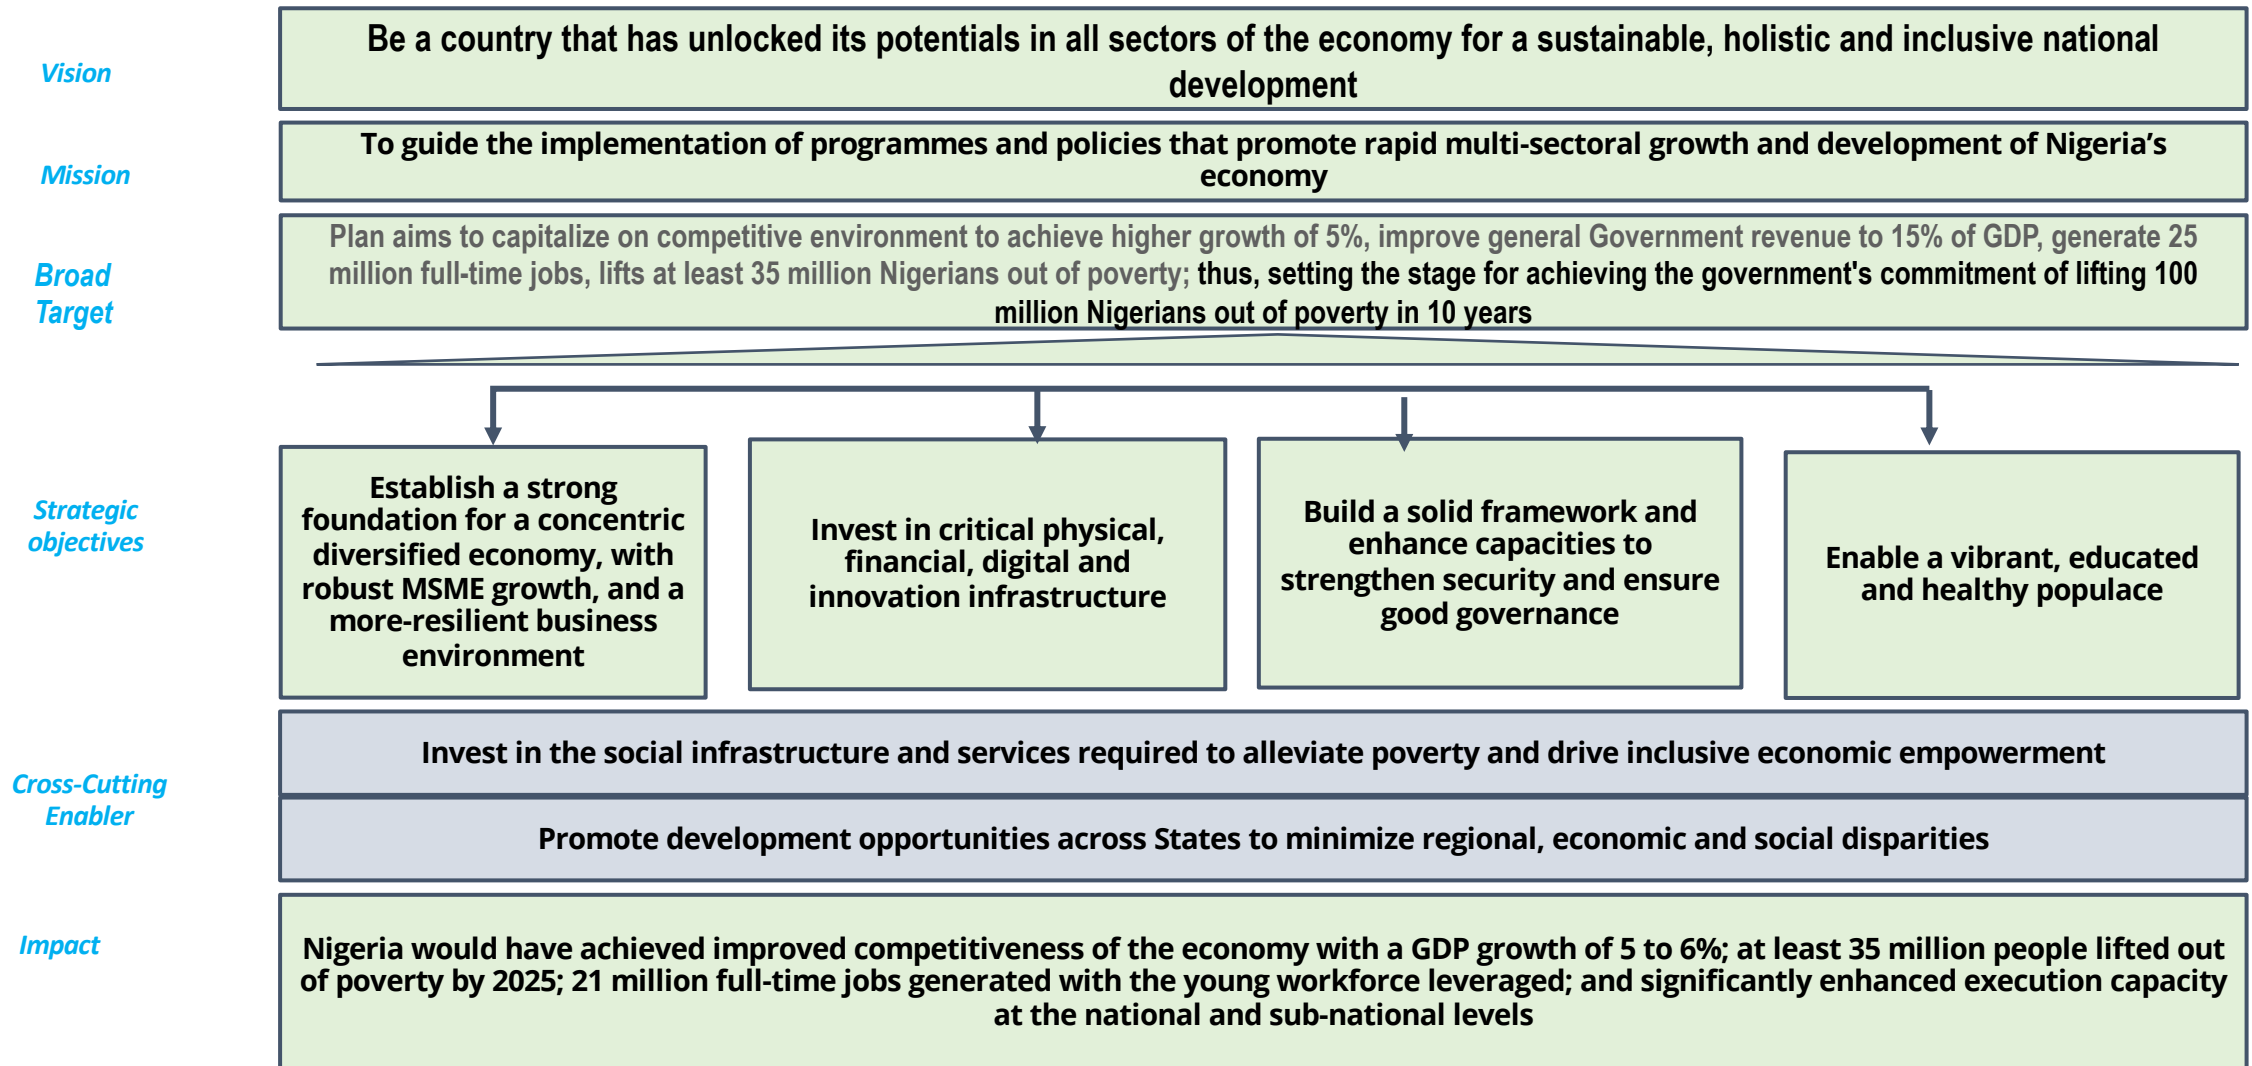 Vision
Be a country that has unlocked its potentials in all sectors of the economy for a sustainable, holistic and inclusive national
development
Mission
To guide the implementation of programmes and policies that promote rapid multi-sectoral growth and development of Nigeria’s
economy
Broad
Target
Plan aims to capitalize on competitive environment to achieve higher growth of 5%, improve general Government revenue to 15% of GDP, generate 25
million full-time jobs, lifts at least 35 million Nigerians out of poverty; thus, setting the stage for achieving the government's commitment of lifting 100
million Nigerians out of poverty in 10 years
Strategic
objectives
Establish a strong
foundation for a concentric
diversified economy, with
robust MSME growth, and a
more-resilient business
environment
Invest in critical physical,
financial, digital and
innovation infrastructure
Build a solid framework and
enhance capacities to
strengthen security and ensure
good governance
Enable a vibrant, educated
and healthy populace
Cross-Cutting
Enabler
Invest in the social infrastructure and services required to alleviate poverty and drive inclusive economic empowerment
Promote development opportunities across States to minimize regional, economic and social disparities
Impact
Nigeria would have achieved improved competitiveness of the economy with a GDP growth of 5 to 6%; at least 35 million people lifted out
of poverty by 2025; 21 million full-time jobs generated with the young workforce leveraged; and significantly enhanced execution capacity
at the national and sub-national levels